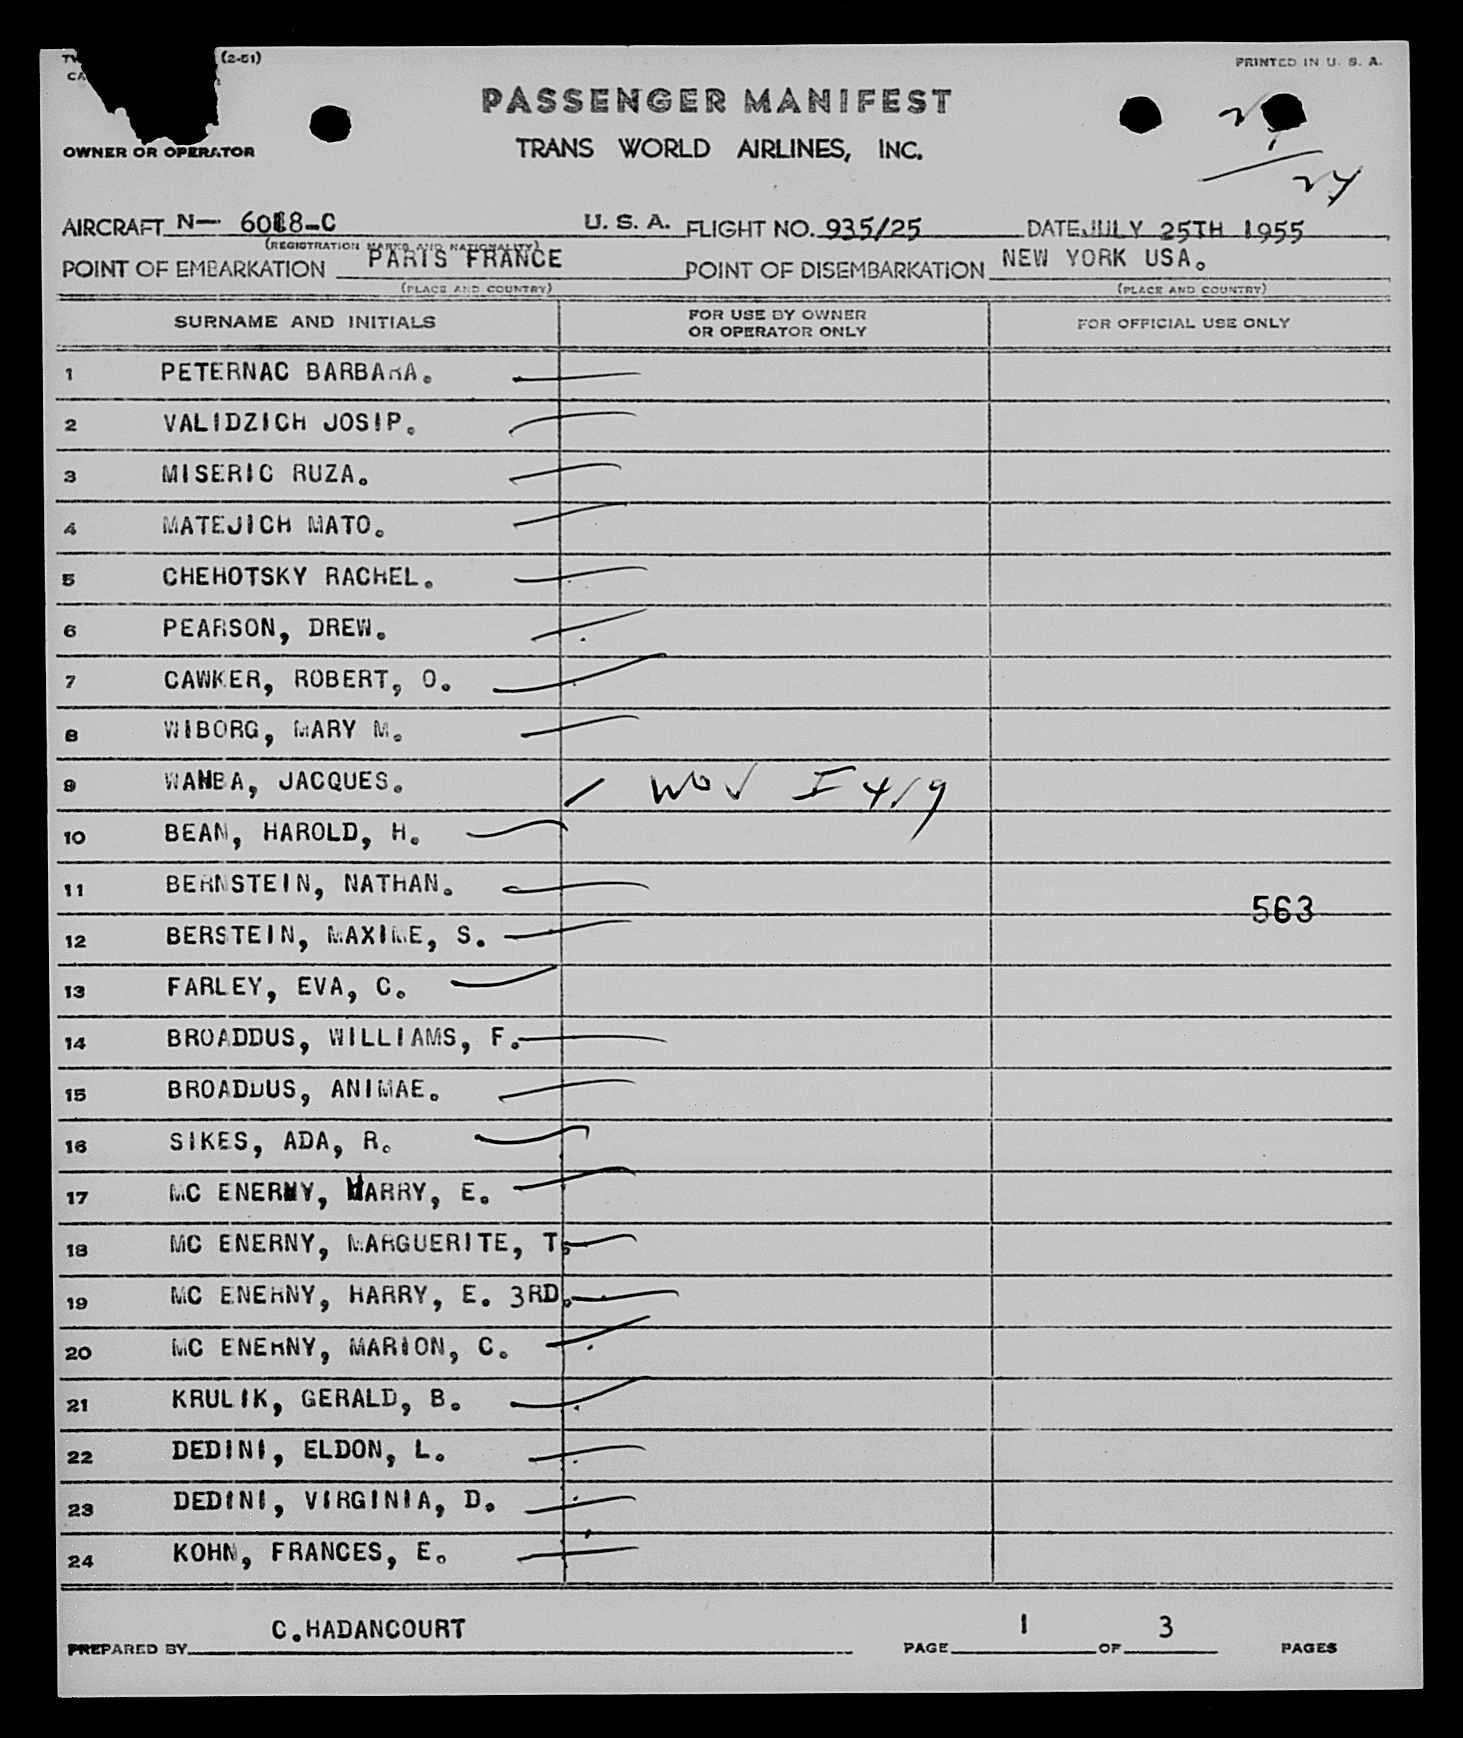 (2-51)
PRINTED IN U. S. A.
PASSENGER MANIFEST
OWNER OR OPERATOR
TRANS WORLD AIRLINES, INC.
24
AIRCRAFT N— 6018-C U. S. A. FLIGHT NO. 935/25 DATE JULY 25TH 1955
(REGISTRATION MARKS AND NATIONALITY)
POINT OF EMBARKATION PARIS FRANCE POINT OF DISEMBARKATION NEW YORK USA.
(PLACE AND COUNTRY) (PLACE AND COUNTRY)
SURNAME AND INITIALS FOR USE BY OWNER OR OPERATOR ONLY FOR OFFICIAL USE ONLY
1 PETERNAC BARBARA.
2 VALIDZICH JOSIP.
3 MISERIC RUZA.
4 MATEJICH MATO.
5 CHEHOTSKY RACHEL.
6 PEARSON, DREW.
7 CAWKER, ROBERT, O.
8 WIBORG, MARY M.
9 WAHBA, JACQUES. I 419
10 BEAN, HAROLD, H.
11 BERNSTEIN, NATHAN.
563
12 BERSTEIN, MAXIME, S.
13 FARLEY, EVA, C.
14 BROADDUS, WILLIAMS, F.
15 BROADDUS, ANIMAE.
16 SIKES, ADA, R.
17 MC ENERNY, HARRY, E.
18 MC ENERNY, MARGUERITE, T.
19 MC ENERNY, HARRY, E. 3RD.
20 MC ENERNY, MARION, C.
21 KRULIK, GERALD, B.
22 DEDINI, ELDON, L.
23 DEDINI, VIRGINIA, D.
24 KOHN, FRANCES, E.
PREPARED BY C.HADANCOURT PAGE 1 OF 3 PAGES